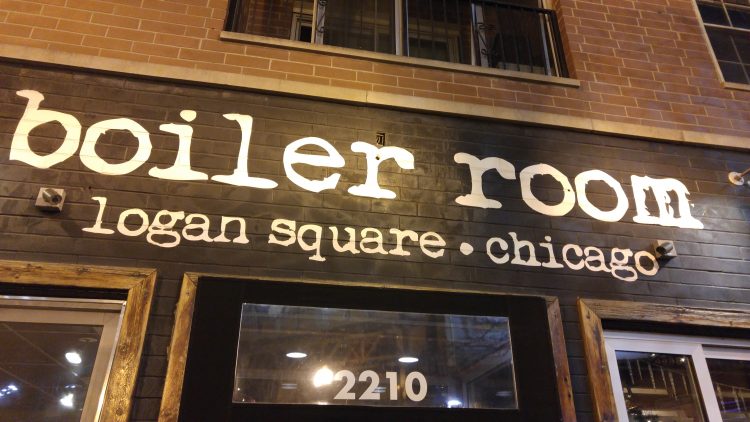 boiler room
logan square • chicago
2210